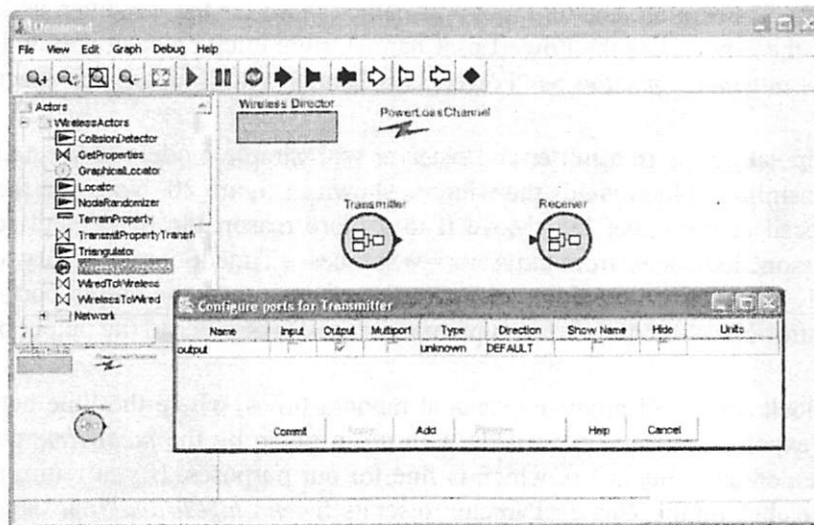 Unnamed
File View Edit Graph Debug Help
Actors
WirelessActors
CollisionDetector
GetProperties
GraphicalLocator
Locator
NodeRandomizer
TerrainProperty
TransmitPropertyTransf
Triangulator
WiredToWireless
WirelessToWired
Network
Wireless Director
PowerLossChannel
Transmitter
Receiver
Configure ports for Transmitter
Name Input Output Multiport Type Direction Show Name Hide Units
output unknown DEFAULT
Commit Add Help Cancel